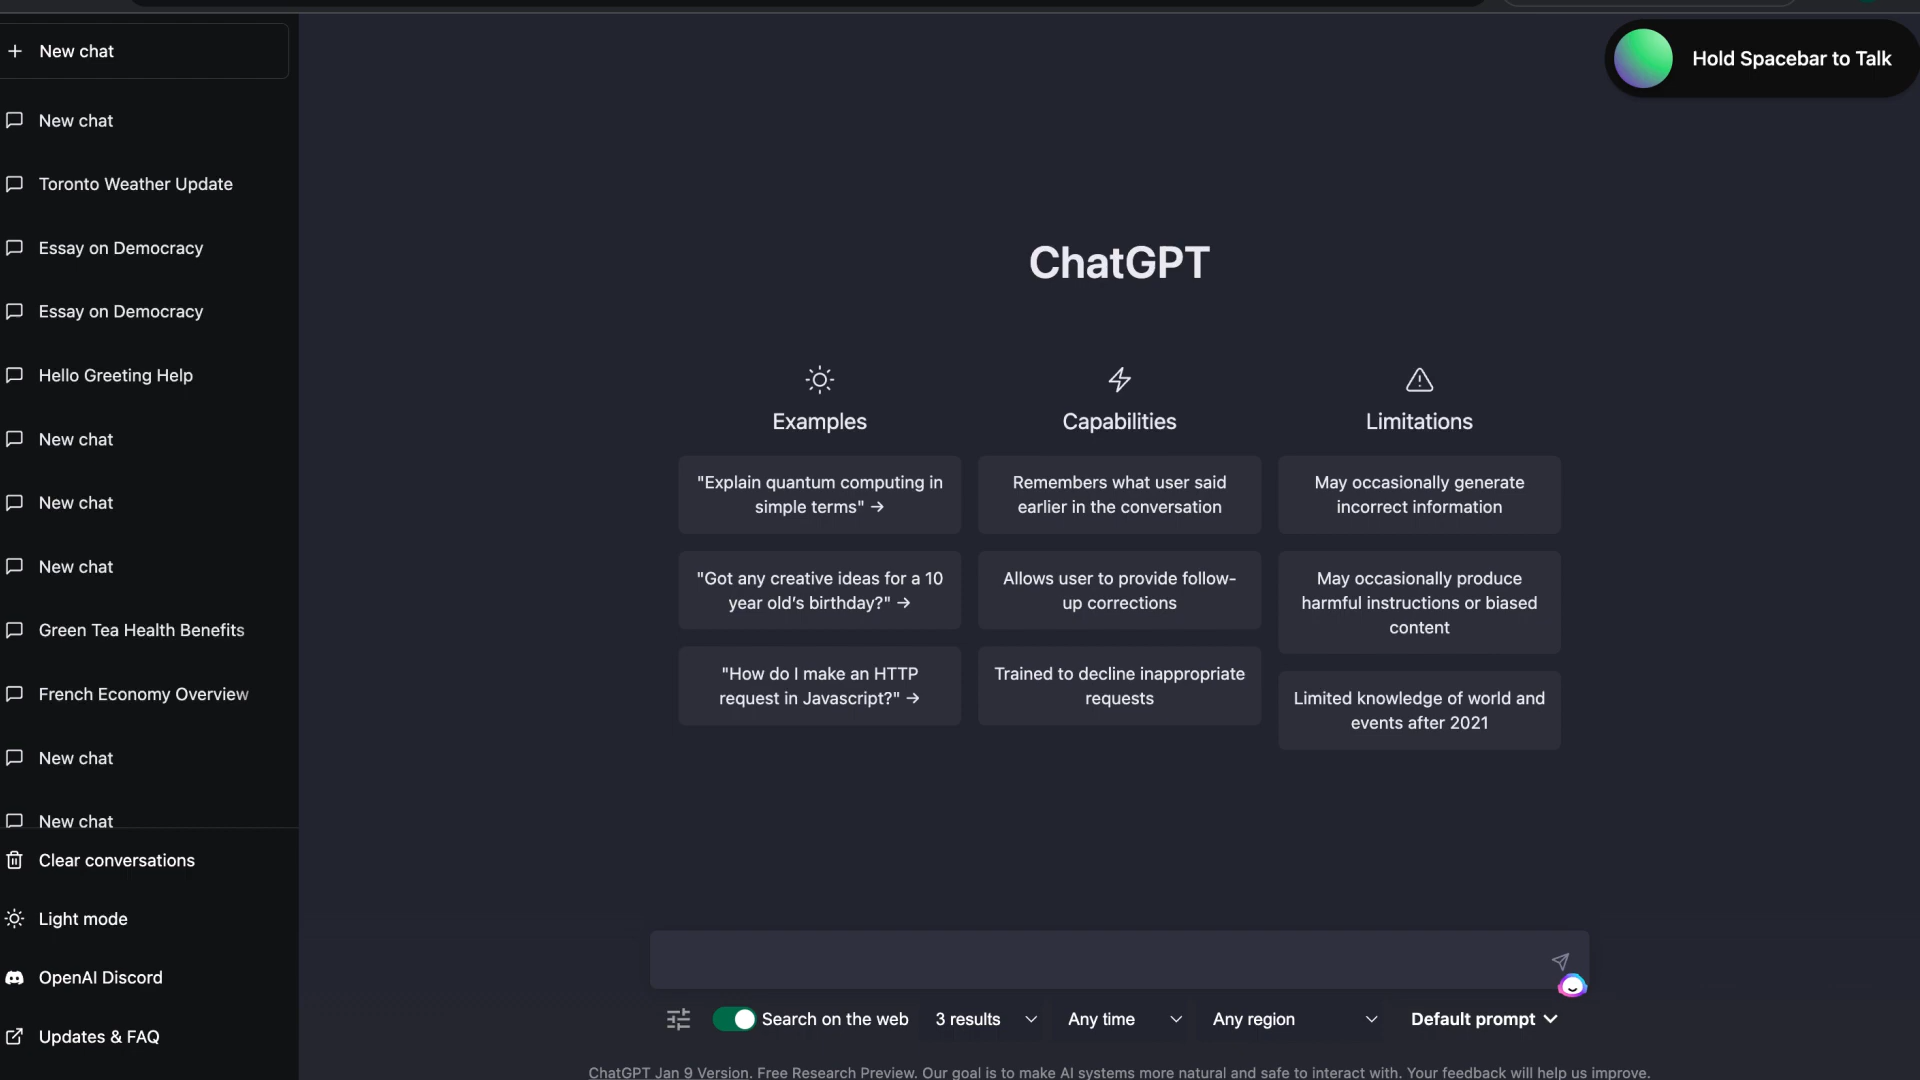 New chat
New chat
Toronto Weather Update
Essay on Democracy
Essay on Democracy
Hello Greeting Help
New chat
New chat
New chat
Green Tea Health Benefits
French Economy Overview
New chat
New chat
Clear conversations
Light mode
OpenAI Discord
Updates & FAQ
Hold Spacebar to Talk
ChatGPT
Examples
"Explain quantum computing in
simple terms" →
"Got any creative ideas for a 10
year old’s birthday?" →
"How do I make an HTTP
request in Javascript?" →
Capabilities
Remembers what user said
earlier in the conversation
Allows user to provide follow-
up corrections
Trained to decline inappropriate
requests
Limitations
May occasionally generate
incorrect information
May occasionally produce
harmful instructions or biased
content
Limited knowledge of world and
events after 2021
Search on the web
3 results
Any time
Any region
Default prompt
ChatGPT Jan 9 Version. Free Research Preview. Our goal is to make AI systems more natural and safe to interact with. Your feedback will help us improve.